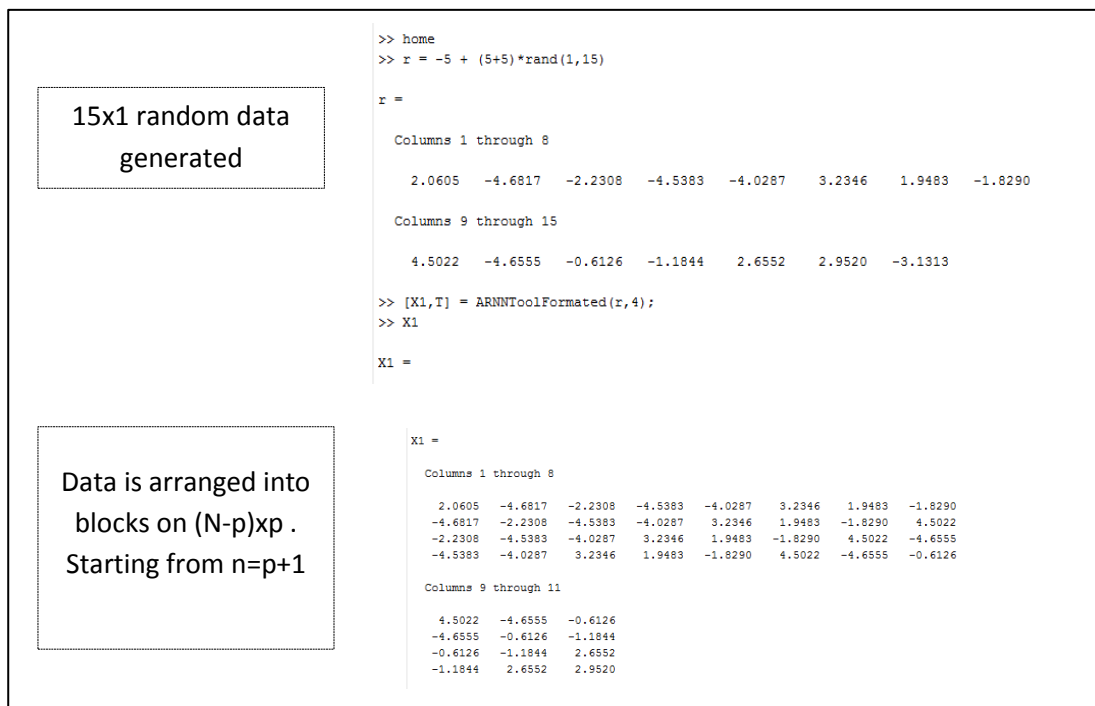 >> home
>> r = -5 + (5+5)*rand(1,15)
r =
15x1 random data
generated
Columns 1 through 8
2.0605 -4.6817 -2.2308 -4.5383 -4.0287 3.2346 1.9483 -1.8290
Columns 9 through 15
4.5022 -4.6555 -0.6126 -1.1844 2.6552 2.9520 -3.1313
>> [X1,T] = ARNNToolFormated(r,4);
>> X1
X1 =
Data is arranged into
blocks on (N-p)xp .
Starting from n=p+1
X1 =
Columns 1 through 8
2.0605 -4.6817 -2.2308 -4.5383 -4.0287 3.2346 1.9483 -1.8290
-4.6817 -2.2308 -4.5383 -4.0287 3.2346 1.9483 -1.8290 4.5022
-2.2308 -4.5383 -4.0287 3.2346 1.9483 -1.8290 4.5022 -4.6555
-4.5383 -4.0287 3.2346 1.9483 -1.8290 4.5022 -4.6555 -0.6126
Columns 9 through 11
4.5022 -4.6555 -0.6126
-4.6555 -0.6126 -1.1844
-0.6126 -1.1844 2.6552
-1.1844 2.6552 2.9520